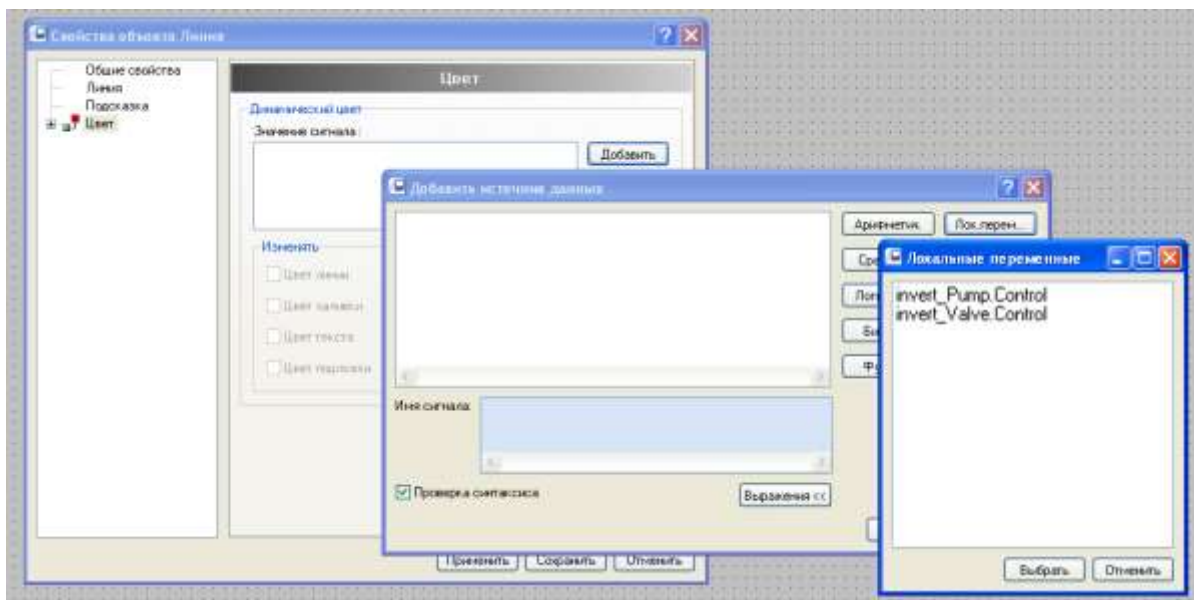 Свойства объекта Линия
Общие свойства
Линия
Подсказка
Цвет
Цвет
Динамический цвет
Значение сигнала
Добавить
Изменять
Цвет линии
Цвет заливки
Цвет текста
Цвет подложки
Применить
Сохранить
Отменить
Добавить источник данных
Арифметик.
Лок.перем...
Имя сигнала:
Проверка синтаксиса
Выражения <<
Локальные переменные
invert_Pump.Control
invert_Valve.Control
Выбрать
Отменить